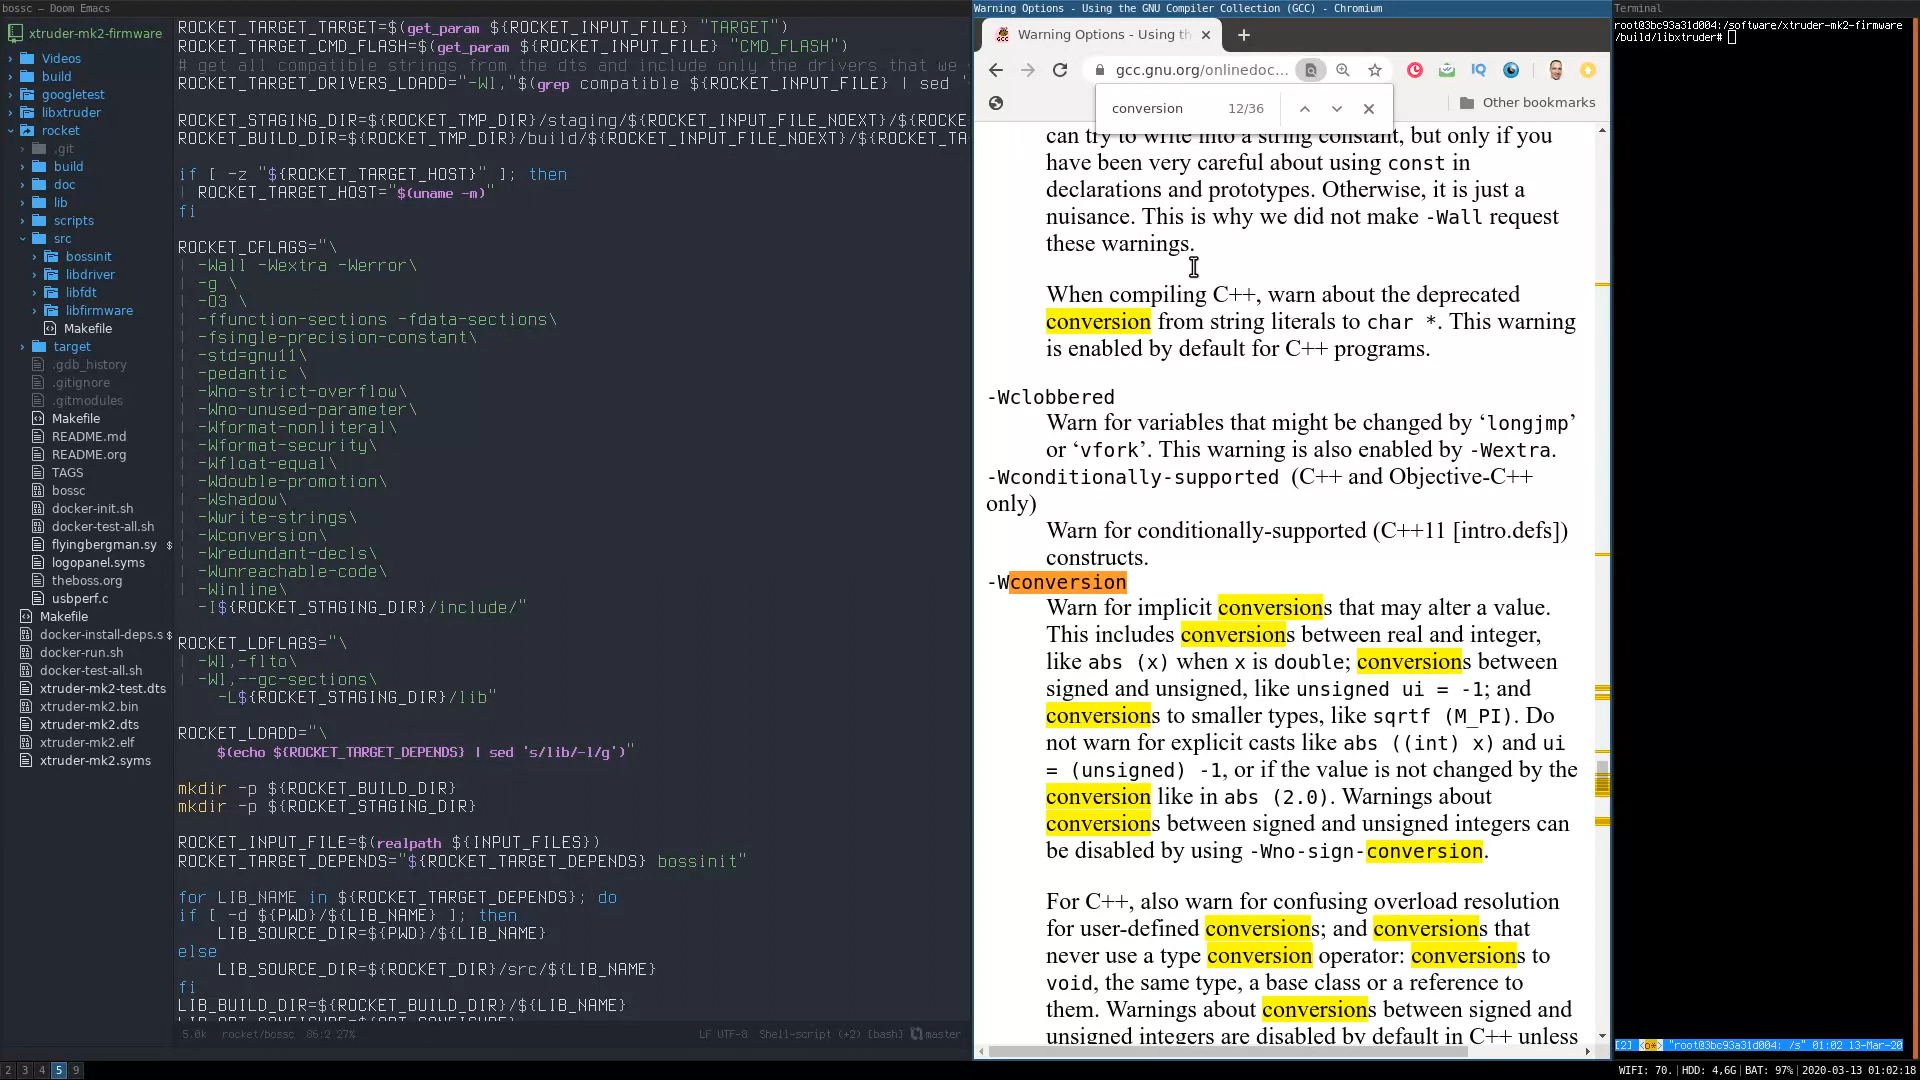 bossc – Doom Emacs
xtruder-mk2-firmware
Videos
build
googletest
libxtruder
rocket
.git
build
doc
lib
scripts
src
bossinit
libdriver
libfdt
libfirmware
Makefile
target
.gdb_history
.gitignore
.gitmodules
Makefile
README.md
README.org
TAGS
bossc
docker-init.sh
docker-test-all.sh
flyingbergman.sy $
logopanel.syms
theboss.org
usbperf.c
Makefile
docker-install-deps.s $
docker-run.sh
docker-test-all.sh
xtruder-mk2-test.dts
xtruder-mk2.bin
xtruder-mk2.dts
xtruder-mk2.elf
xtruder-mk2.syms
ROCKET_TARGET_TARGET=$(get_param ${ROCKET_INPUT_FILE} "TARGET")
ROCKET_TARGET_CMD_FLASH=$(get_param ${ROCKET_INPUT_FILE} "CMD_FLASH")
# get all compatible strings from the dts and include only the drivers that we
ROCKET_TARGET_DRIVERS_LDADD="-Wl,"$(grep compatible ${ROCKET_INPUT_FILE} | sed '
ROCKET_STAGING_DIR=${ROCKET_TMP_DIR}/staging/${ROCKET_INPUT_FILE_NOEXT}/${ROCKE
ROCKET_BUILD_DIR=${ROCKET_TMP_DIR}/build/${ROCKET_INPUT_FILE_NOEXT}/${ROCKET_TA
if [ -z "${ROCKET_TARGET_HOST}" ]; then
ROCKET_TARGET_HOST="$(uname -m)"
fi
ROCKET_CFLAGS="\
-Wall -Wextra -Werror\
-g \
-O3 \
-ffunction-sections -fdata-sections\
-fsingle-precision-constant\
-std=gnu11\
-pedantic \
-Wno-strict-overflow\
-Wno-unused-parameter\
-Wformat-nonliteral\
-Wformat-security\
-Wfloat-equal\
-Wdouble-promotion\
-Wshadow\
-Wwrite-strings\
-Wconversion\
-Wredundant-decls\
-Wunreachable-code\
-Winline\
-I${ROCKET_STAGING_DIR}/include/"
ROCKET_LDFLAGS="\
-Wl,-flto\
-Wl,--gc-sections\
-L${ROCKET_STAGING_DIR}/lib"
ROCKET_LDADD="\
$(echo ${ROCKET_TARGET_DEPENDS} | sed 's/lib/-l/g')"
mkdir -p ${ROCKET_BUILD_DIR}
mkdir -p ${ROCKET_STAGING_DIR}
ROCKET_INPUT_FILE=$(realpath ${INPUT_FILES})
ROCKET_TARGET_DEPENDS="${ROCKET_TARGET_DEPENDS} bossinit"
for LIB_NAME in ${ROCKET_TARGET_DEPENDS}; do
if [ -d ${PWD}/${LIB_NAME} ]; then
LIB_SOURCE_DIR=${PWD}/${LIB_NAME}
else
LIB_SOURCE_DIR=${ROCKET_DIR}/src/${LIB_NAME}
fi
LIB_BUILD_DIR=${ROCKET_BUILD_DIR}/${LIB_NAME}
5.0k rocket/bossc 86:2 27% LF UTF-8 Shell-script (+2) [bash] master
Warning Options - Using the GNU Compiler Collection (GCC) - Chromium
Warning Options - Using th
gcc.gnu.org/onlinedoc...
IQ
conversion 12/36
Other bookmarks
can try to write into a string constant, but only if you
have been very careful about using const in
declarations and prototypes. Otherwise, it is just a
nuisance. This is why we did not make -Wall request
these warnings.
When compiling C++, warn about the deprecated
conversion from string literals to char *. This warning
is enabled by default for C++ programs.
-Wclobbered
Warn for variables that might be changed by ‘longjmp’
or ‘vfork’. This warning is also enabled by -Wextra.
-Wconditionally-supported (C++ and Objective-C++
only)
Warn for conditionally-supported (C++11 [intro.defs])
constructs.
-Wconversion
Warn for implicit conversions that may alter a value.
This includes conversions between real and integer,
like abs (x) when x is double; conversions between
signed and unsigned, like unsigned ui = -1; and
conversions to smaller types, like sqrtf (M_PI). Do
not warn for explicit casts like abs ((int) x) and ui
= (unsigned) -1, or if the value is not changed by the
conversion like in abs (2.0). Warnings about
conversions between signed and unsigned integers can
be disabled by using -Wno-sign-conversion.
For C++, also warn for confusing overload resolution
for user-defined conversions; and conversions that
never use a type conversion operator: conversions to
void, the same type, a base class or a reference to
them. Warnings about conversions between signed and
unsigned integers are disabled by default in C++ unless
Terminal
root@3bc93a31d004:/software/xtruder-mk2-firmware
/build/libxtruder#
[2] <o*> "root@3bc93a31d004: /s" 01:02 13-Mar-20
2 3 4 5 9
WIFI: 70. | HDD: 4,6G | BAT: 97% | 2020-03-13 01:02:18